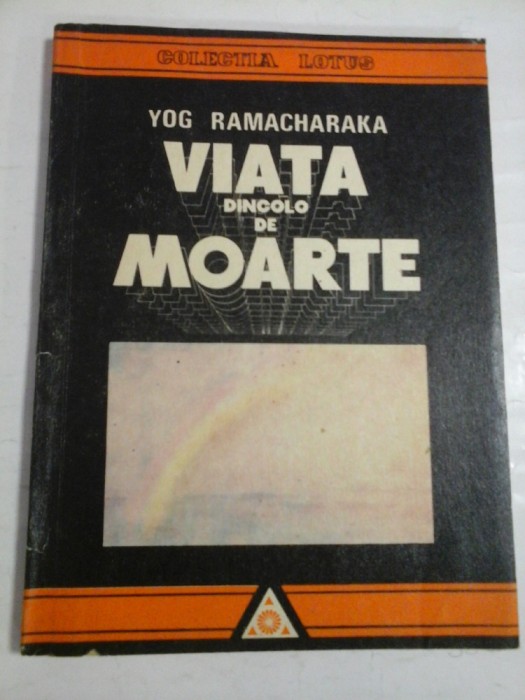 COLECTIA LOTUS
YOG RAMACHARAKA
VIATA
DINCOLO
DE
MOARTE